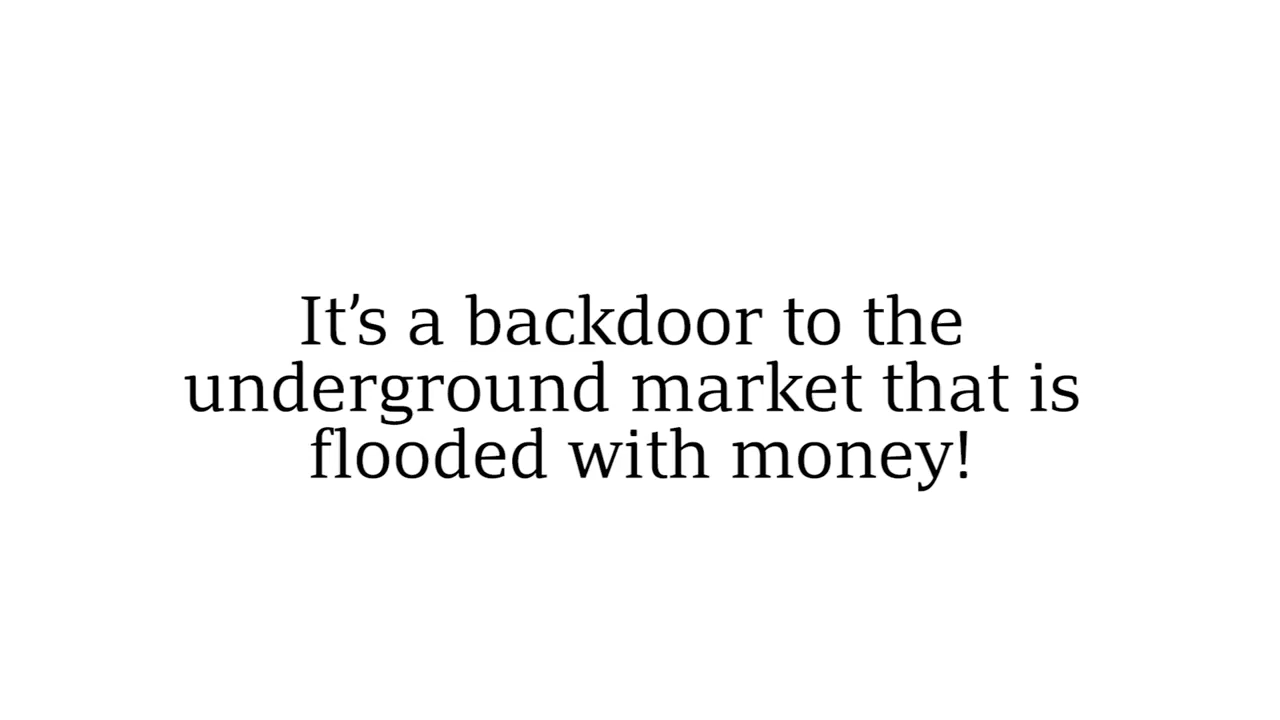 It’s a backdoor to the
underground market that is
flooded with money!